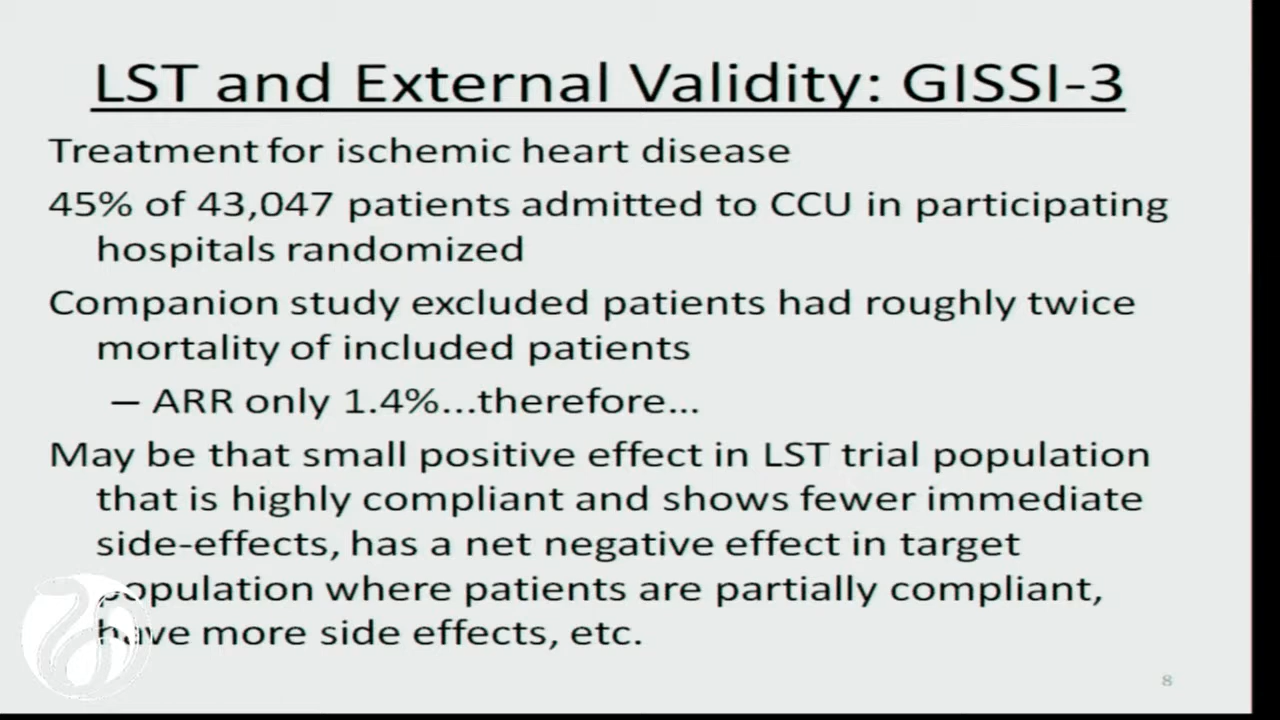 LST and External Validity: GISSI-3
Treatment for ischemic heart disease
45% of 43,047 patients admitted to CCU in participating
hospitals randomized
Companion study excluded patients had roughly twice
mortality of included patients
– ARR only 1.4%...therefore...
May be that small positive effect in LST trial population
that is highly compliant and shows fewer immediate
side-effects, has a net negative effect in target
population where patients are partially compliant,
have more side effects, etc.
8